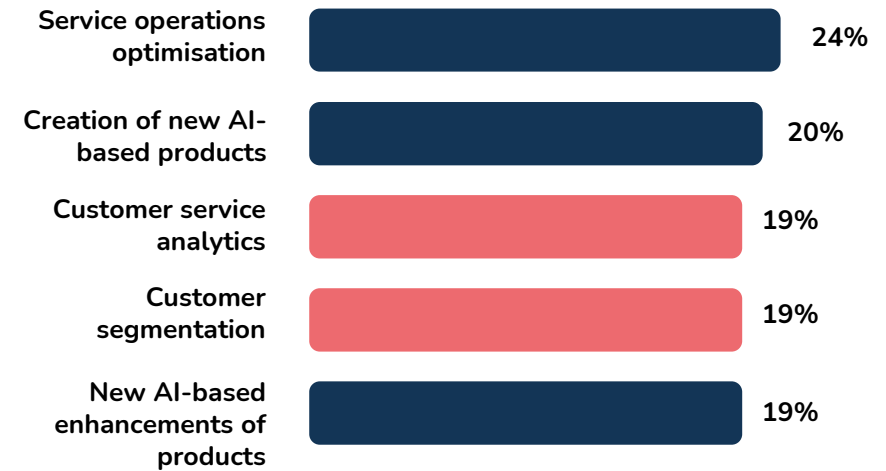 Service operations
optimisation
24%
Creation of new AI-
based products
20%
Customer service
analytics
19%
Customer
segmentation
19%
New AI-based
enhancements of
products
19%